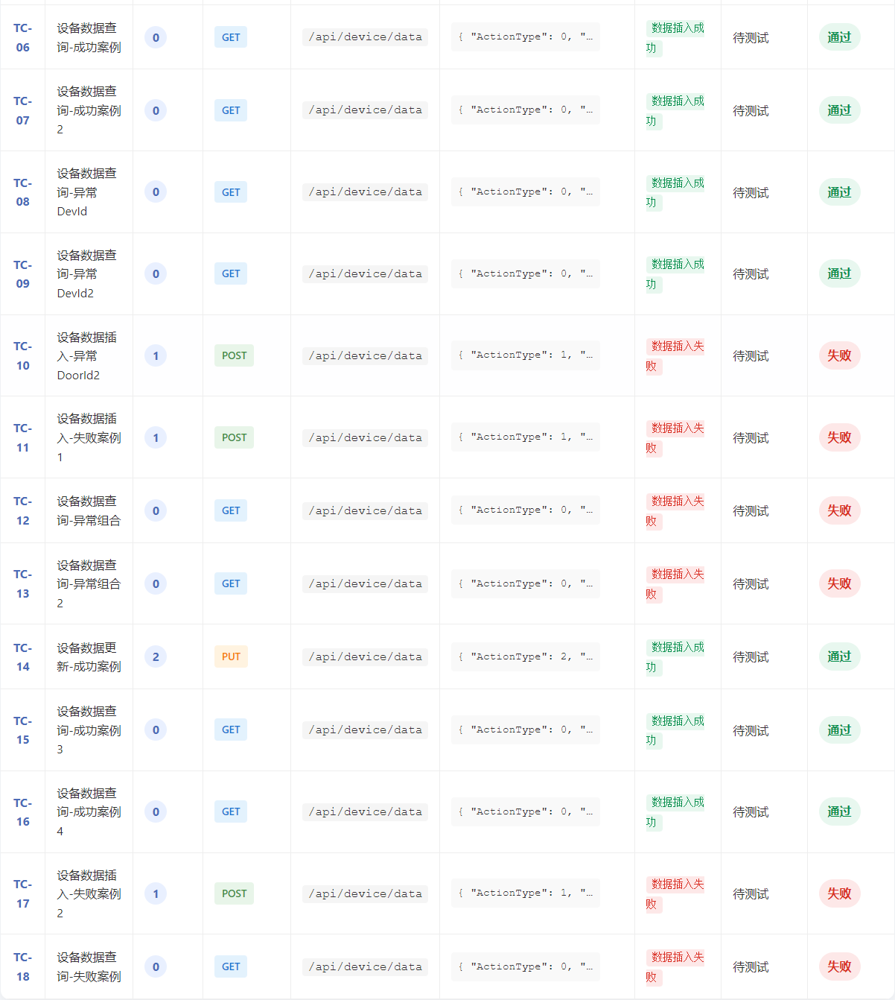 TC-06
设备数据查询-成功案例
0
GET
/api/device/data
{ "ActionType": 0, "…
数据插入成功
待测试
通过
TC-07
设备数据查询-成功案例2
0
GET
/api/device/data
{ "ActionType": 0, "…
数据插入成功
待测试
通过
TC-08
设备数据查询-异常DevId
0
GET
/api/device/data
{ "ActionType": 0, "…
数据插入成功
待测试
通过
TC-09
设备数据查询-异常DevId2
0
GET
/api/device/data
{ "ActionType": 0, "…
数据插入成功
待测试
通过
TC-10
设备数据插入-异常DoorId2
1
POST
/api/device/data
{ "ActionType": 1, "…
数据插入失败
待测试
失败
TC-11
设备数据插入-失败案例1
1
POST
/api/device/data
{ "ActionType": 1, "…
数据插入失败
待测试
失败
TC-12
设备数据查询-异常组合
0
GET
/api/device/data
{ "ActionType": 0, "…
数据插入失败
待测试
失败
TC-13
设备数据查询-异常组合2
0
GET
/api/device/data
{ "ActionType": 0, "…
数据插入失败
待测试
失败
TC-14
设备数据更新-成功案例
2
PUT
/api/device/data
{ "ActionType": 2, "…
数据插入成功
待测试
通过
TC-15
设备数据查询-成功案例3
0
GET
/api/device/data
{ "ActionType": 0, "…
数据插入成功
待测试
通过
TC-16
设备数据查询-成功案例4
0
GET
/api/device/data
{ "ActionType": 0, "…
数据插入成功
待测试
通过
TC-17
设备数据插入-失败案例2
1
POST
/api/device/data
{ "ActionType": 1, "…
数据插入失败
待测试
失败
TC-18
设备数据查询-失败案例
0
GET
/api/device/data
{ "ActionType": 0, "…
数据插入失败
待测试
失败